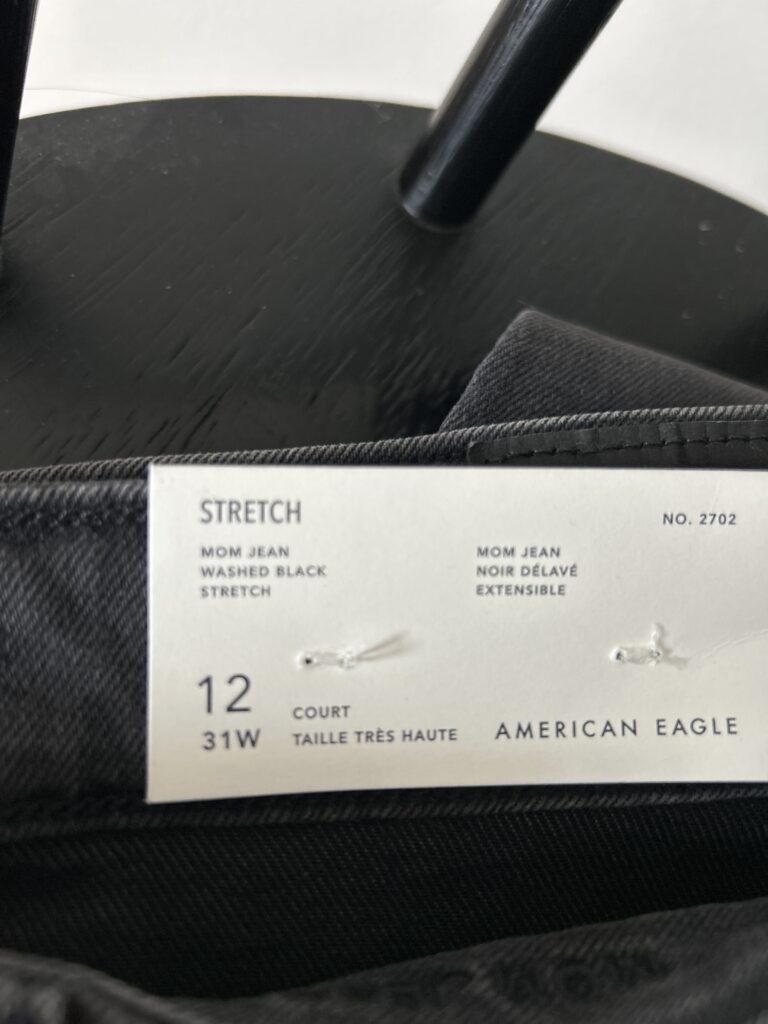 STRETCH
NO. 2702
MOM JEAN
WASHED BLACK
STRETCH
MOM JEAN
NOIR DÉLAVÉ
EXTENSIBLE
12
31W
COURT
TAILLE TRÈS HAUTE
AMERICAN EAGLE